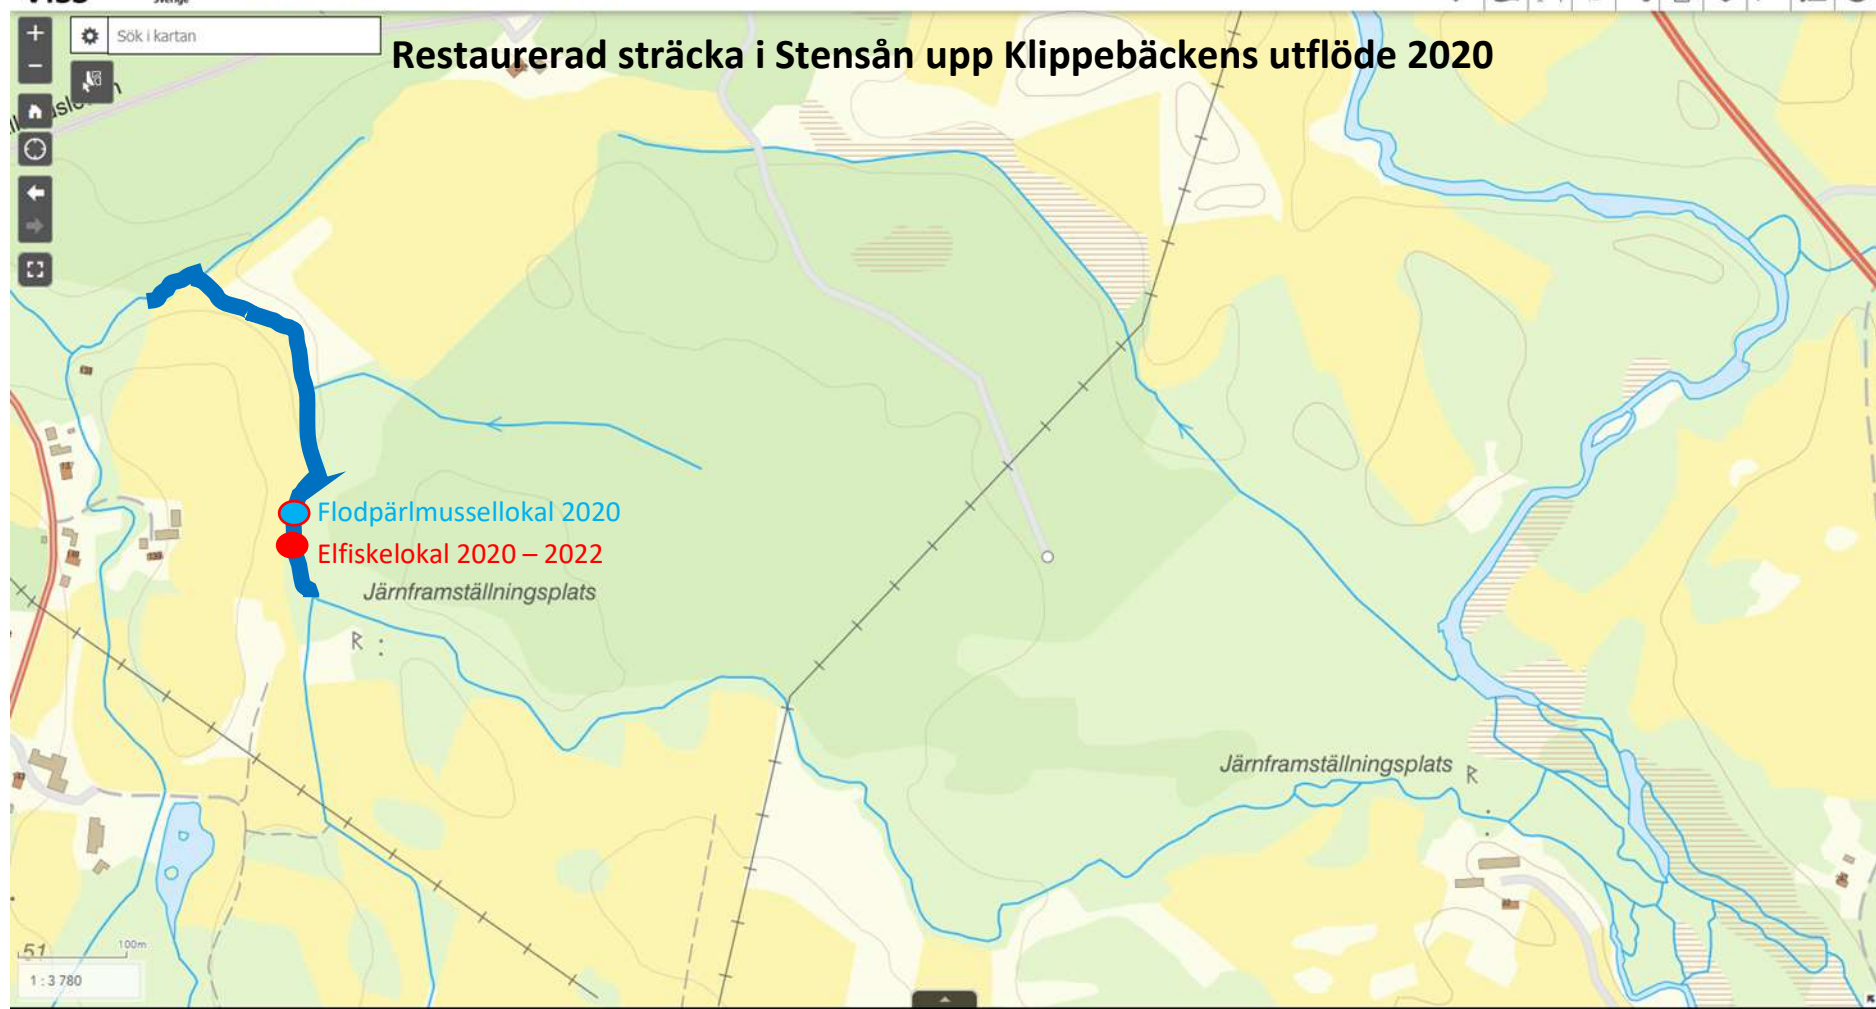 Sverige
Sök i kartan
Restaurerad sträcka i Stensån upp Klippebäckens utflöde 2020
Flodpärlmussellokal 2020
Elfiskelokal 2020 – 2022
Järnframställningsplats
R
Järnframställningsplats
R
51
100m
1 : 3 780